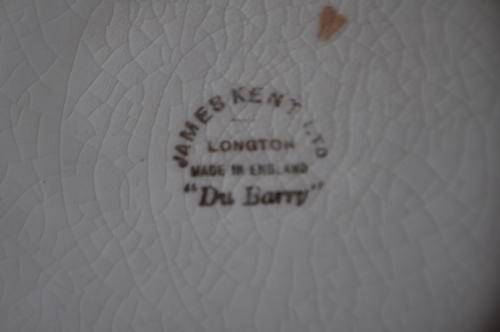 JAMES KENT LTD
LONGTON
MADE IN ENGLAND
"Du Barry"